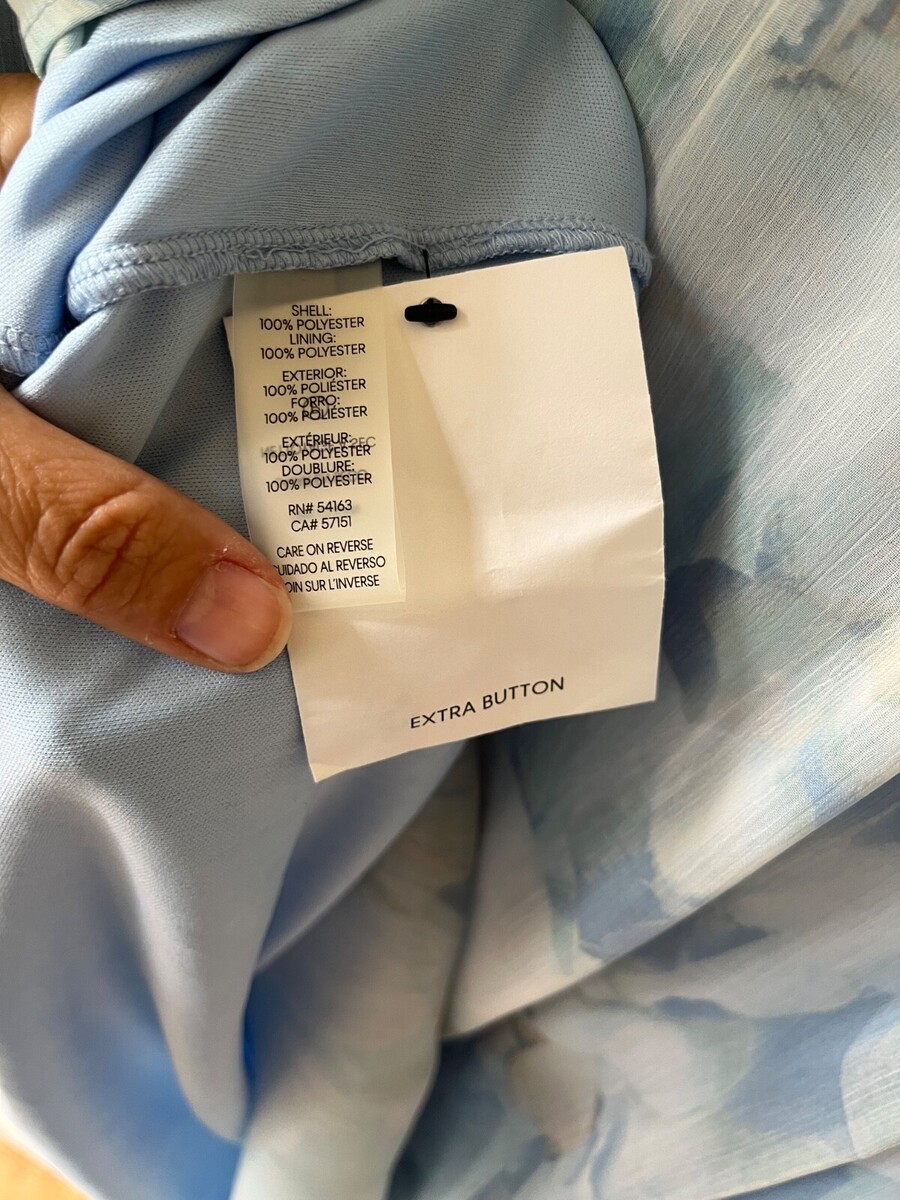 SHELL:
100% POLYESTER
LINING:
100% POLYESTER
EXTERIOR:
100% POLIÉSTER
FORRO:
100% POLIÉSTER
EXTÉRIEUR:
100% POLYESTER
DOUBLURE:
100% POLYESTER
RN# 54163
CA# 57151
CARE ON REVERSE
CUIDADO AL REVERSO
OIN SUR L'INVERSE
EXTRA BUTTON